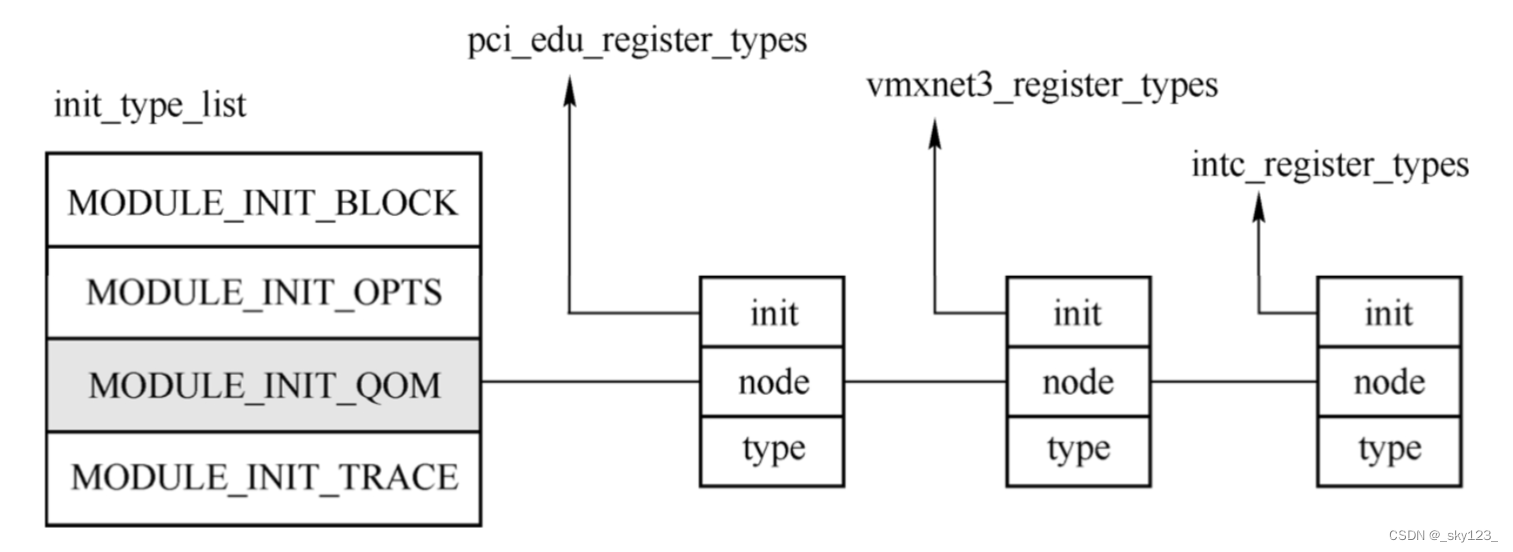 pci_edu_register_types
vmxnet3_register_types
init_type_list
intc_register_types
MODULE_INIT_BLOCK
MODULE_INIT_OPTS
MODULE_INIT_QOM
MODULE_INIT_TRACE
init
node
type
init
node
type
init
node
type
CSDN @_sky123_